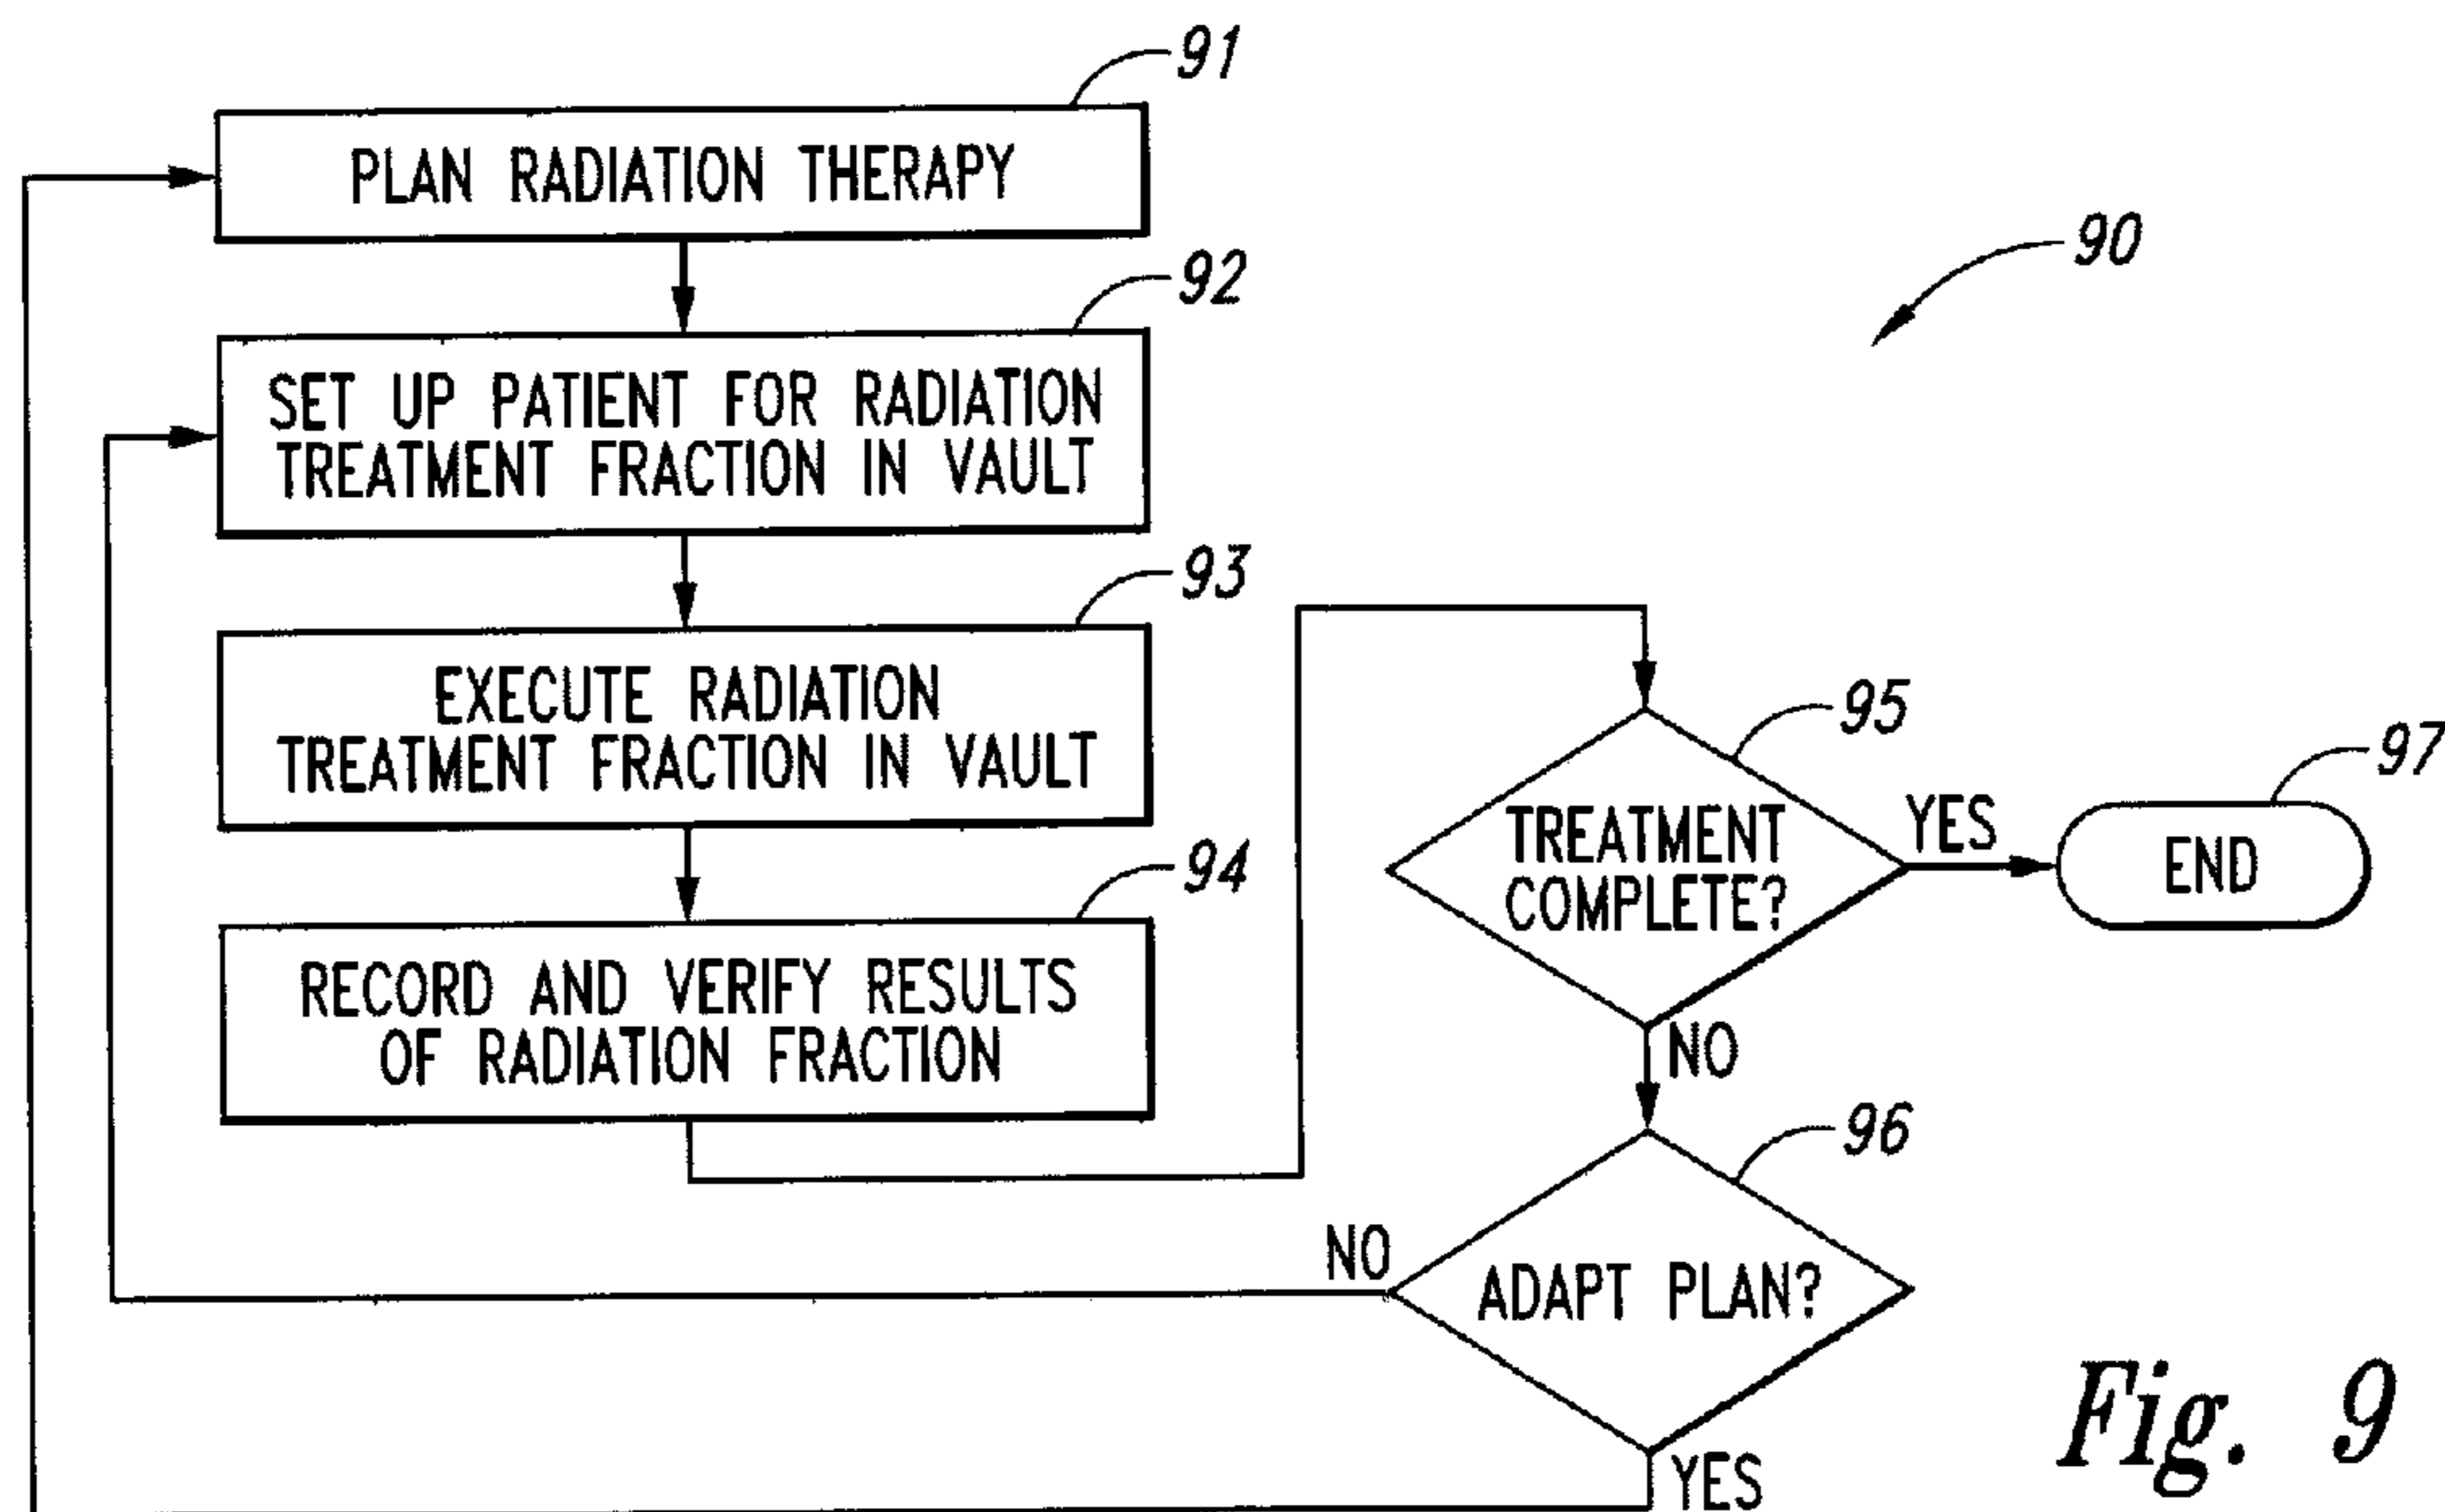 91
PLAN RADIATION THERAPY
90
92
SET UP PATIENT FOR RADIATION
TREATMENT FRACTION IN VAULT
93
EXECUTE RADIATION
TREATMENT FRACTION IN VAULT
94
RECORD AND VERIFY RESULTS
OF RADIATION FRACTION
95
TREATMENT
COMPLETE?
YES
97
END
NO
96
ADAPT PLAN?
NO
YES
Fig. 9